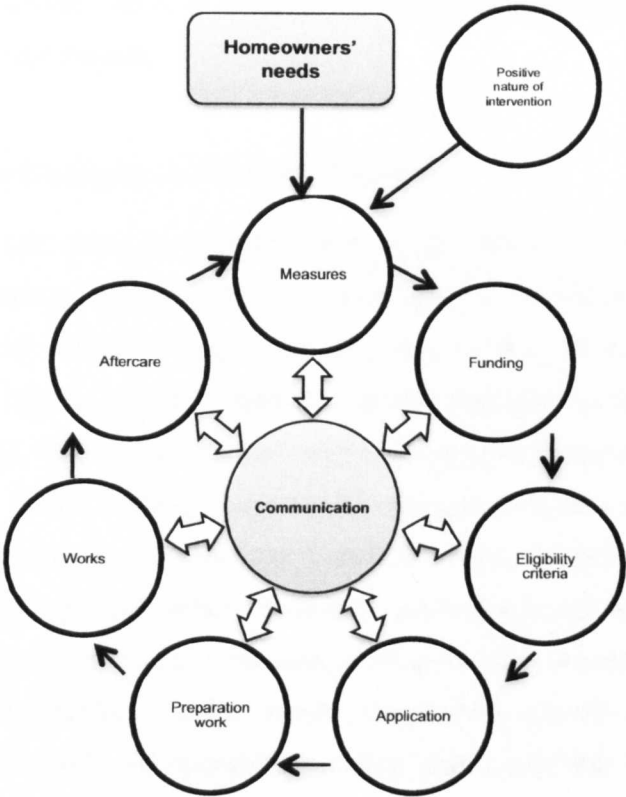 Homeowners'
needs
Positive
nature of
intervention
Measures
Aftercare
Funding
Communication
Works
Eligibility
criteria
Preparation
work
Application